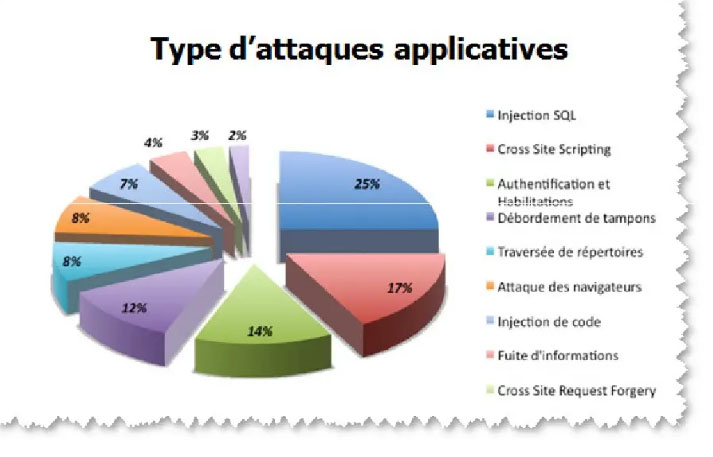 Type d'attaques applicatives
2%
3%
4%
7%
8%
8%
12%
14%
17%
25%
Injection SQL
Cross Site Scripting
Authentification et
Habilitations
Débordement de tampons
Traversée de répertoires
Attaque des navigateurs
Injection de code
Fuite d'informations
Cross Site Request Forgery